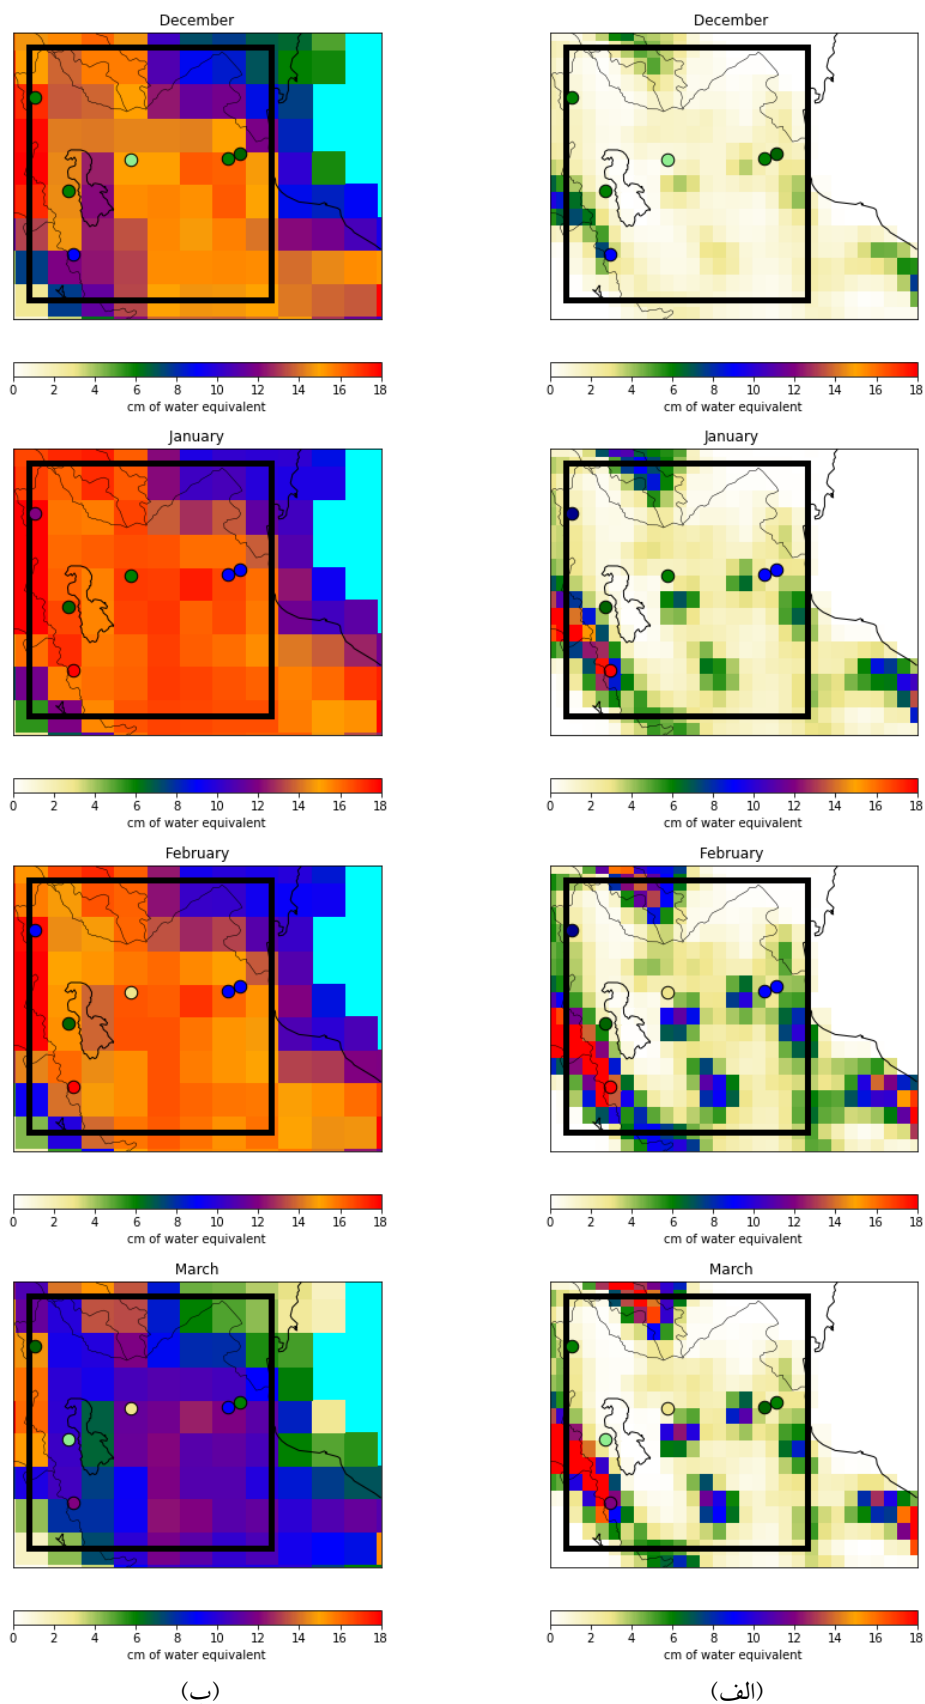 December
December
0 2 4 6 8 10 12 14 16 18
0 2 4 6 8 10 12 14 16 18
cm of water equivalent
cm of water equivalent
January
January
0 2 4 6 8 10 12 14 16 18
0 2 4 6 8 10 12 14 16 18
cm of water equivalent
cm of water equivalent
February
February
0 2 4 6 8 10 12 14 16 18
0 2 4 6 8 10 12 14 16 18
cm of water equivalent
cm of water equivalent
March
March
0 2 4 6 8 10 12 14 16 18
0 2 4 6 8 10 12 14 16 18
cm of water equivalent
cm of water equivalent
(ب)
(الف)